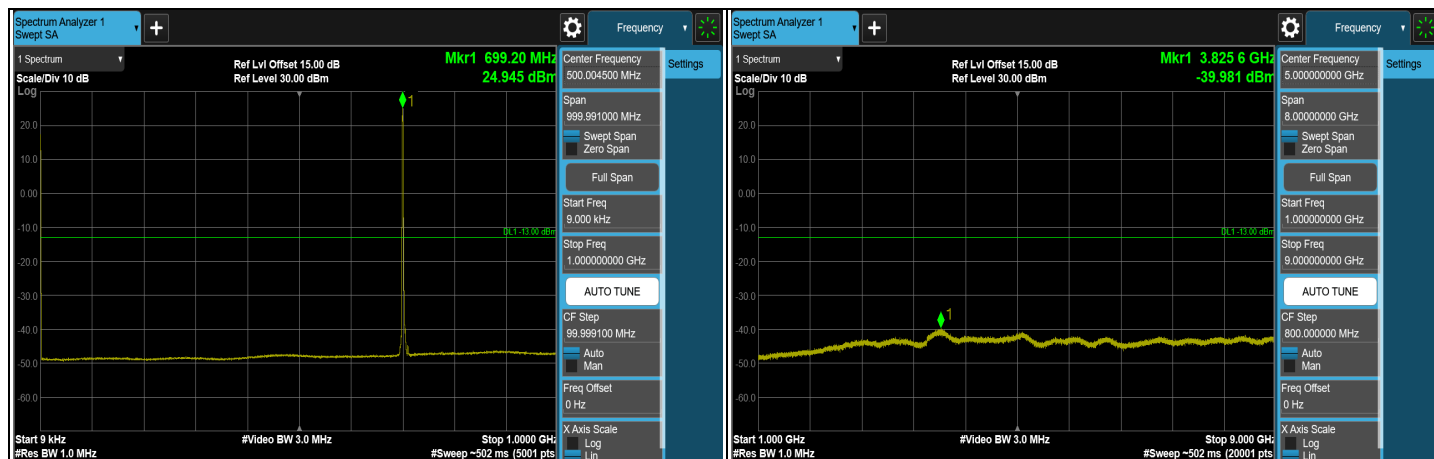 Spectrum Analyzer 1
Swept SA
+
Frequency
1 Spectrum
Ref Lvl Offset 15.00 dB
Mkr1 699.20 MHz
Scale/Div 10 dB
Ref Level 30.00 dBm
24.945 dBm
Log
1
20.0
10.0
0.00
-10.0
DL1 -13.00 dBm
-20.0
-30.0
-40.0
-50.0
-60.0
Start 9 kHz
#Video BW 3.0 MHz
Stop 1.0000 GHz
#Res BW 1.0 MHz
#Sweep ~502 ms (5001 pts)
Center Frequency
500.004500 MHz
Settings
Span
999.991000 MHz
Swept Span
Zero Span
Full Span
Start Freq
9.000 kHz
Stop Freq
1.000000000 GHz
AUTO TUNE
CF Step
99.999100 MHz
Auto
Man
Freq Offset
0 Hz
X Axis Scale
Log
Lin
Spectrum Analyzer 1
Swept SA
+
Frequency
1 Spectrum
Ref Lvl Offset 15.00 dB
Mkr1 3.825 6 GHz
Scale/Div 10 dB
Ref Level 30.00 dBm
-39.981 dBm
Log
20.0
10.0
0.00
-10.0
DL1 -13.00 dBm
-20.0
-30.0
1
-40.0
-50.0
-60.0
Start 1.000 GHz
#Video BW 3.0 MHz
Stop 9.000 GHz
#Res BW 1.0 MHz
#Sweep ~502 ms (20001 pts)
Center Frequency
5.000000000 GHz
Settings
Span
8.00000000 GHz
Swept Span
Zero Span
Full Span
Start Freq
1.000000000 GHz
Stop Freq
9.000000000 GHz
AUTO TUNE
CF Step
800.000000 MHz
Auto
Man
Freq Offset
0 Hz
X Axis Scale
Log
Lin